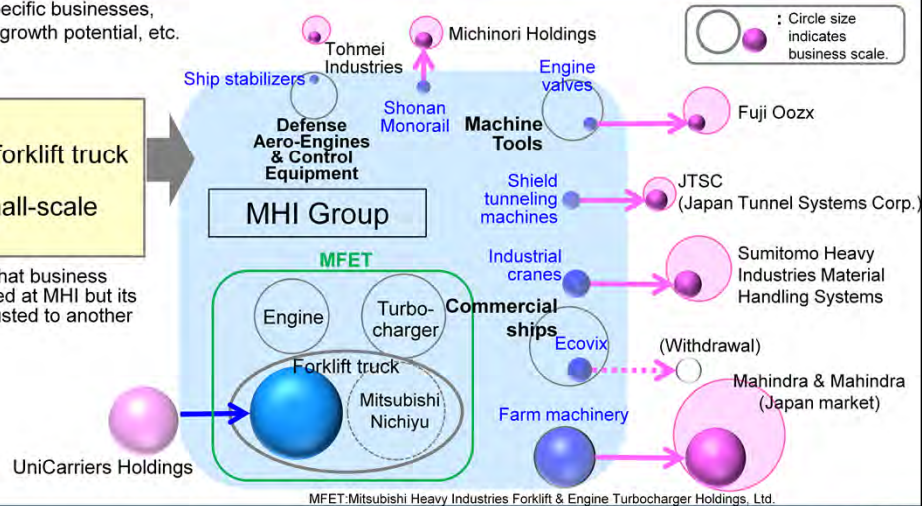 pecific businesses,
growth potential, etc.
forklift truck
nall-scale
hat business
ed at MHI but its
usted to another
: Circle size
indicates
business scale.
Tohmei
Industries
Michinori Holdings
Ship stabilizers
Shonan
Monorail
Engine
valves
Defense
Aero-Engines
& Control
Equipment
Machine
Tools
Fuji Oozx
MHI Group
Shield
tunneling
machines
JTSC
(Japan Tunnel Systems Corp.)
MFET
Industrial
cranes
Sumitomo Heavy
Industries Material
Handling Systems
Engine
Turbo-
charger
Commercial
ships
Ecovix
(Withdrawal)
Forklift truck
Mitsubishi
Nichiyu
Mahindra & Mahindra
(Japan market)
Farm machinery
UniCarriers Holdings
MFET:Mitsubishi Heavy Industries Forklift & Engine Turbocharger Holdings, Ltd.